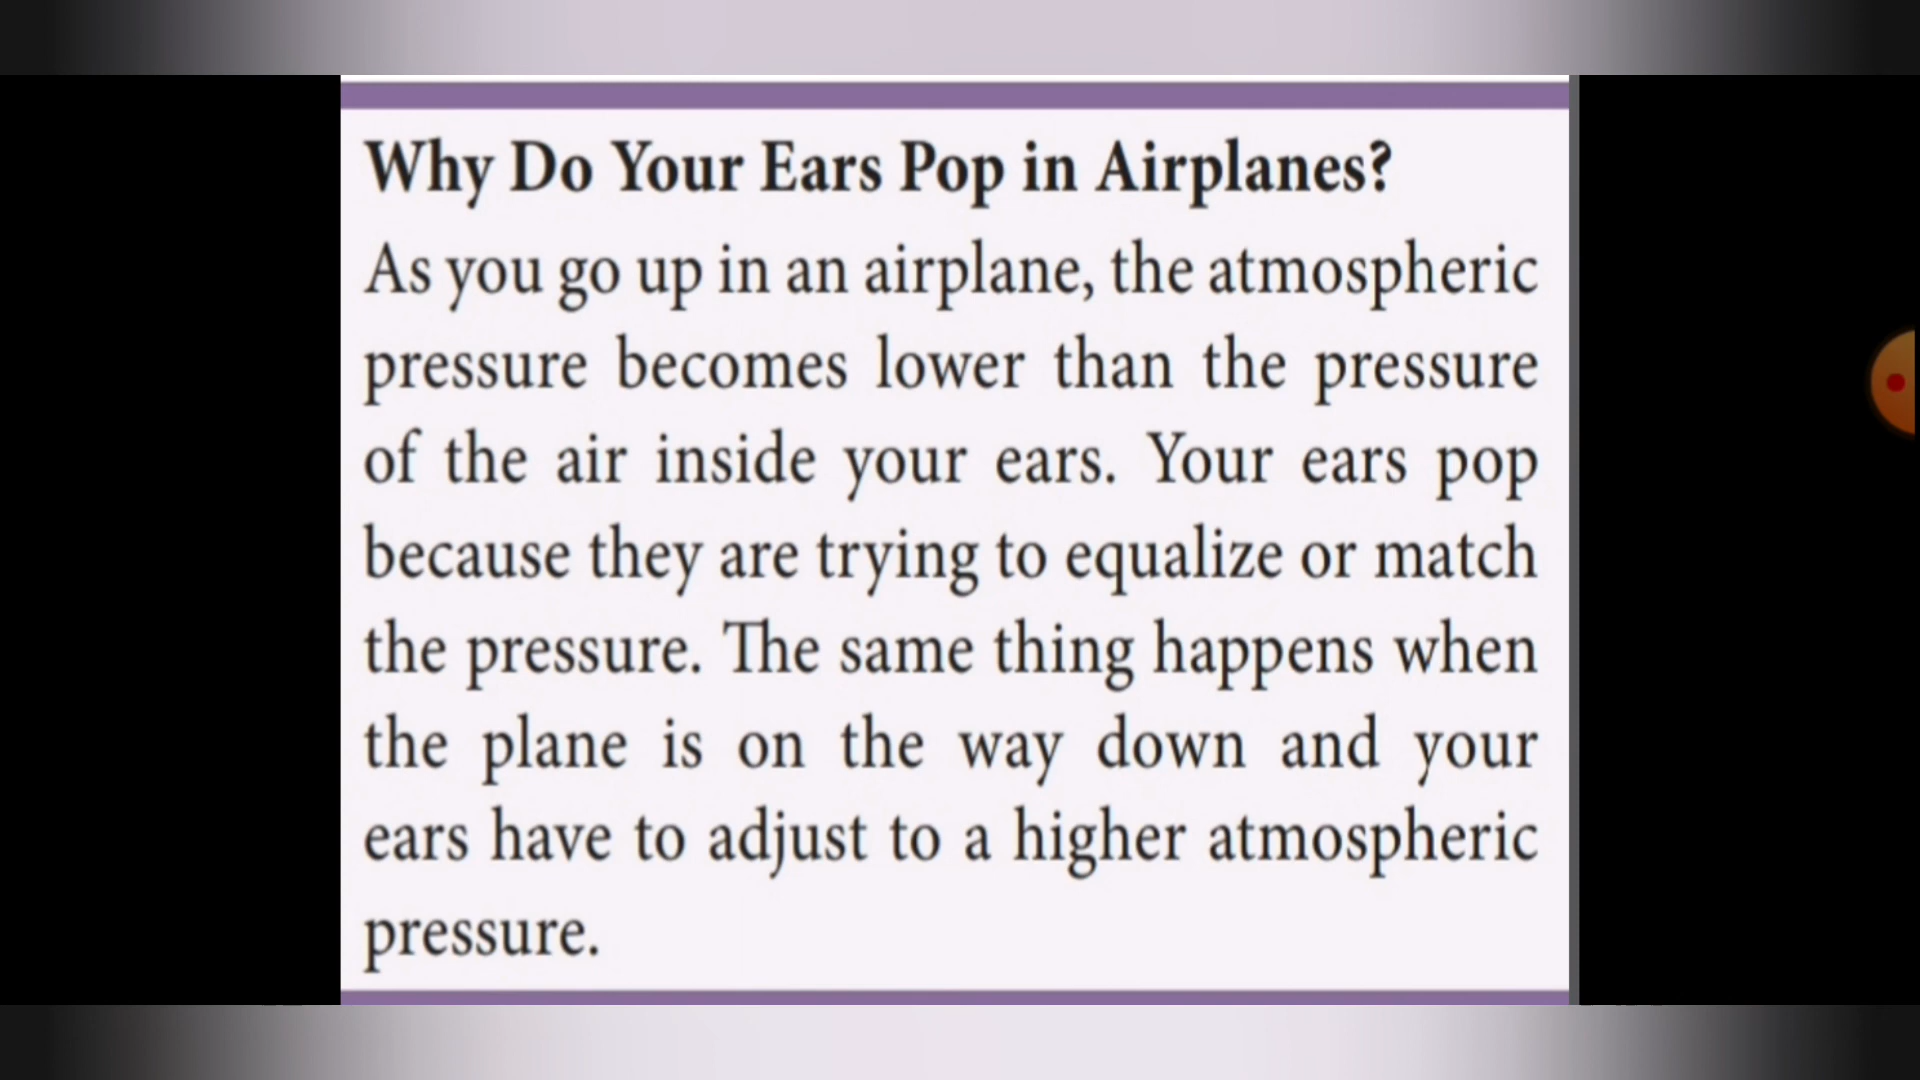 Why Do Your Ears Pop in Airplanes?
As you go up in an airplane, the atmospheric
pressure becomes lower than the pressure
of the air inside your ears. Your ears pop
because they are trying to equalize or match
the pressure. The same thing happens when
the plane is on the way down and your
ears have to adjust to a higher atmospheric
pressure.